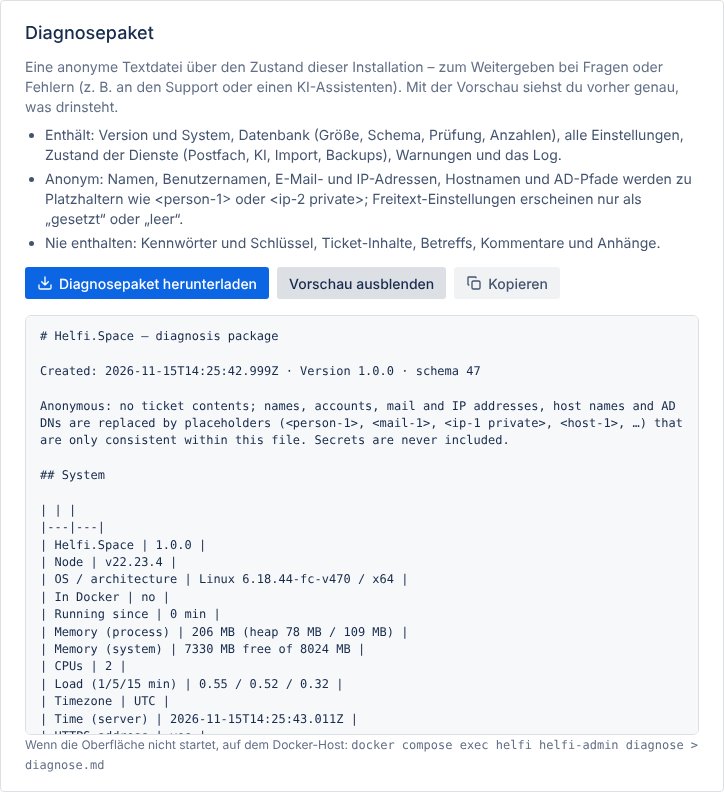 Diagnosepaket
Eine anonyme Textdatei über den Zustand dieser Installation – zum Weitergeben bei Fragen oder
Fehlern (z. B. an den Support oder einen KI-Assistenten). Mit der Vorschau siehst du vorher genau,
was drinsteht.
• Enthält: Version und System, Datenbank (Größe, Schema, Prüfung, Anzahlen), alle Einstellungen,
Zustand der Dienste (Postfach, KI, Import, Backups), Warnungen und das Log.
• Anonym: Namen, Benutzernamen, E-Mail- und IP-Adressen, Hostnamen und AD-Pfade werden zu
Platzhaltern wie <person-1> oder <ip-2 private>; Freitext-Einstellungen erscheinen nur als
„gesetzt“ oder „leer“.
• Nie enthalten: Kennwörter und Schlüssel, Ticket-Inhalte, Betreffs, Kommentare und Anhänge.
Diagnosepaket herunterladen Vorschau ausblenden Kopieren
# Helfi.Space — diagnosis package
Created: 2026-11-15T14:25:42.999Z · Version 1.0.0 · schema 47
Anonymous: no ticket contents; names, accounts, mail and IP addresses, host names and AD
DNs are replaced by placeholders (<person-1>, <mail-1>, <ip-1 private>, <host-1>, …) that
are only consistent within this file. Secrets are never included.
## System
| | |
|---|---|
| Helfi.Space | 1.0.0 |
| Node | v22.23.4 |
| OS / architecture | Linux 6.18.44-fc-v470 / x64 |
| In Docker | no |
| Running since | 0 min |
| Memory (process) | 206 MB (heap 78 MB / 109 MB) |
| Memory (system) | 7330 MB free of 8024 MB |
| CPUs | 2 |
| Load (1/5/15 min) | 0.55 / 0.52 / 0.32 |
| Timezone | UTC |
| Time (server) | 2026-11-15T14:25:43.011Z |
Wenn die Oberfläche nicht startet, auf dem Docker-Host: docker compose exec helfi helfi-admin diagnose >
diagnose.md